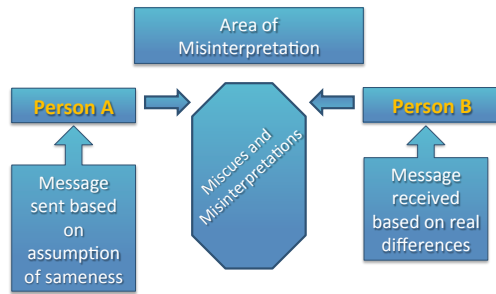 Area of
Misinterpretation
Person A
Person B
Miscues and
Misinterpretations
Message
sent based
on
assumption
of sameness
Message
received
based on real
differences